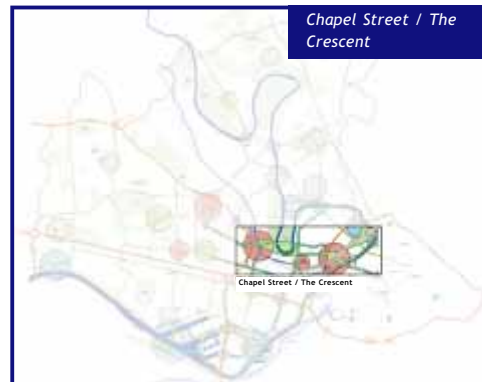 Chapel Street / The
Crescent
Chapel Street / The Crescent